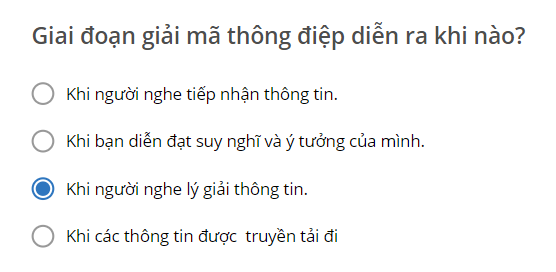 Giai đoạn giải mã thông điệp diễn ra khi nào?
Khi người nghe tiếp nhận thông tin.
Khi bạn diễn đạt suy nghĩ và ý tưởng của mình.
Khi người nghe lý giải thông tin.
Khi các thông tin được  truyền tải đi